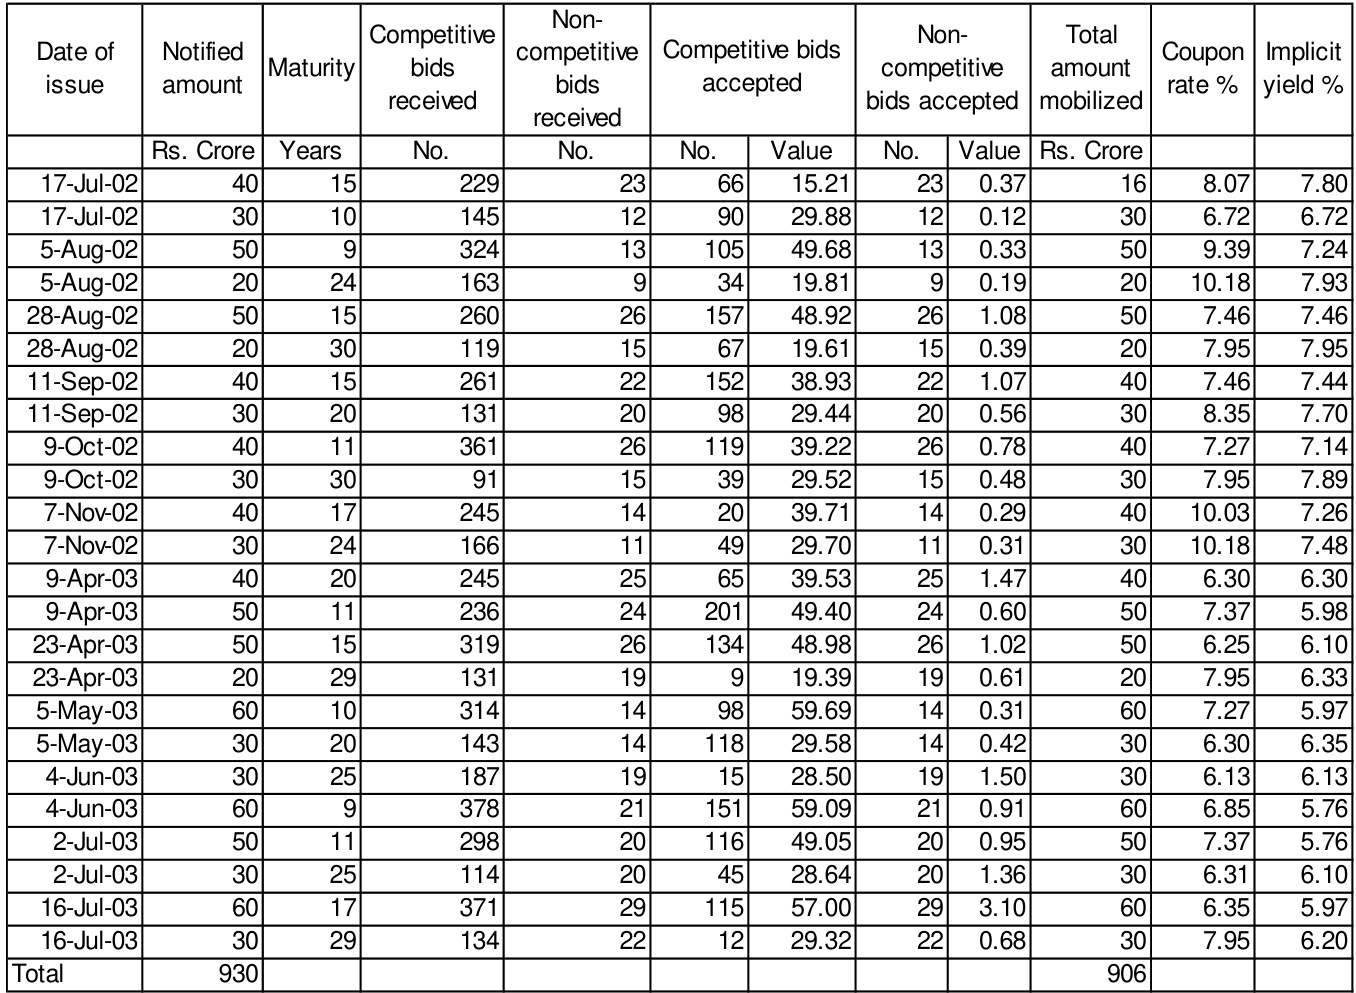 Date of issue Notified amount Maturity Competitive bids received Non-competitive bids received Competitive bids accepted Non-competitive bids accepted Total amount mobilized Coupon rate % Implicit yield %
Rs. Crore Years No. No. No. Value No. Value Rs. Crore
17-Jul-02 40 15 229 23 66 15.21 23 0.37 16 8.07 7.80
17-Jul-02 30 10 145 12 90 29.88 12 0.12 30 6.72 6.72
5-Aug-02 50 9 324 13 105 49.68 13 0.33 50 9.39 7.24
5-Aug-02 20 24 163 9 34 19.81 9 0.19 20 10.18 7.93
28-Aug-02 50 15 260 26 157 48.92 26 1.08 50 7.46 7.46
28-Aug-02 20 30 119 15 67 19.61 15 0.39 20 7.95 7.95
11-Sep-02 40 15 261 22 152 38.93 22 1.07 40 7.46 7.44
11-Sep-02 30 20 131 20 98 29.44 20 0.56 30 8.35 7.70
9-Oct-02 40 11 361 26 119 39.22 26 0.78 40 7.27 7.14
9-Oct-02 30 30 91 15 39 29.52 15 0.48 30 7.95 7.89
7-Nov-02 40 17 245 14 20 39.71 14 0.29 40 10.03 7.26
7-Nov-02 30 24 166 11 49 29.70 11 0.31 30 10.18 7.48
9-Apr-03 40 20 245 25 65 39.53 25 1.47 40 6.30 6.30
9-Apr-03 50 11 236 24 201 49.40 24 0.60 50 7.37 5.98
23-Apr-03 50 15 319 26 134 48.98 26 1.02 50 6.25 6.10
23-Apr-03 20 29 131 19 9 19.39 19 0.61 20 7.95 6.33
5-May-03 60 10 314 14 98 59.69 14 0.31 60 7.27 5.97
5-May-03 30 20 143 14 118 29.58 14 0.42 30 6.30 6.35
4-Jun-03 30 25 187 19 15 28.50 19 1.50 30 6.13 6.13
4-Jun-03 60 9 378 21 151 59.09 21 0.91 60 6.85 5.76
2-Jul-03 50 11 298 20 116 49.05 20 0.95 50 7.37 5.76
2-Jul-03 30 25 114 20 45 28.64 20 1.36 30 6.31 6.10
16-Jul-03 60 17 371 29 115 57.00 29 3.10 60 6.35 5.97
16-Jul-03 30 29 134 22 12 29.32 22 0.68 30 7.95 6.20
Total 930 906